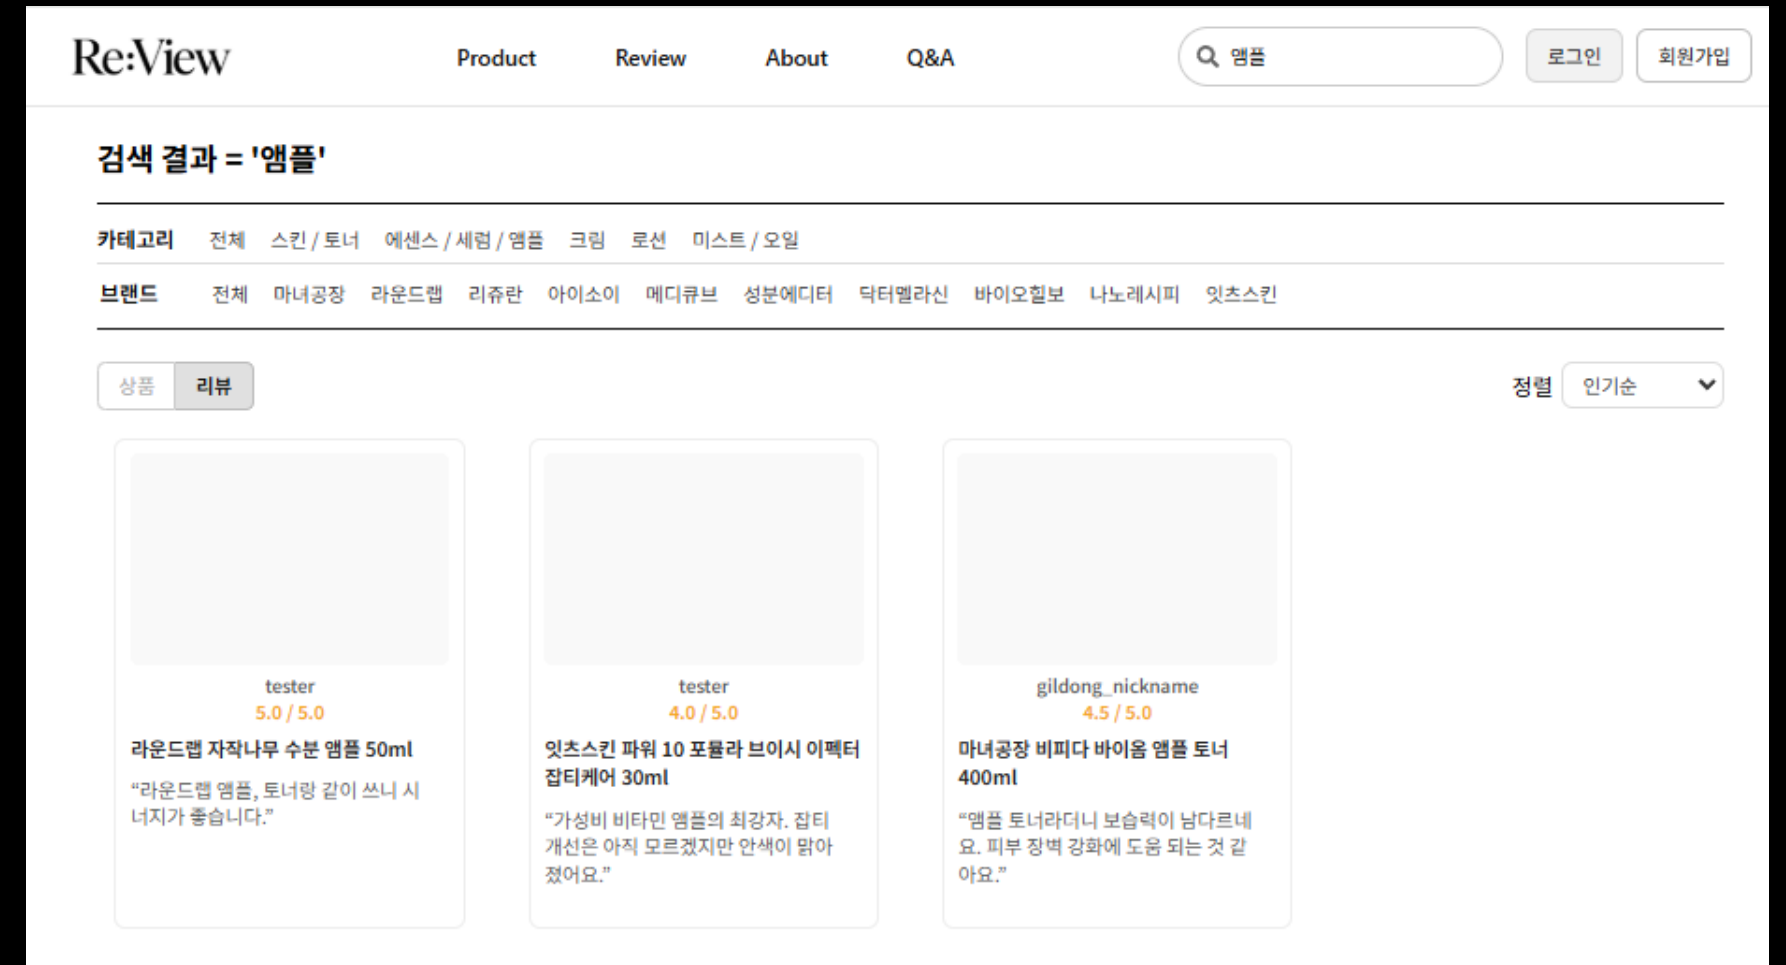 Re:View Product Review About Q&A 앰플 로그인 회원가입
검색 결과 = '앰플'
카테고리 전체 스킨 / 토너 에센스 / 세럼 / 앰플 크림 로션 미스트 / 오일
브랜드 전체 마녀공장 라운드랩 리쥬란 아이소이 메디큐브 성분에디터 닥터멜라신 바이오힐보 나노레시피 잇츠스킨
상품 리뷰 정렬 인기순
tester
5.0 / 5.0
라운드랩 자작나무 수분 앰플 50ml
“라운드랩 앰플, 토너랑 같이 쓰니 시
너지가 좋습니다.”
tester
4.0 / 5.0
잇츠스킨 파워 10 포뮬라 브이시 이펙터
잡티케어 30ml
“가성비 비타민 앰플의 최강자. 잡티
개선은 아직 모르겠지만 안색이 맑아
졌어요.”
gildong_nickname
4.5 / 5.0
마녀공장 비피다 바이옴 앰플 토너
400ml
“앰플 토너라더니 보습력이 남다르네
요. 피부 장벽 강화에 도움 되는 것 같
아요.”